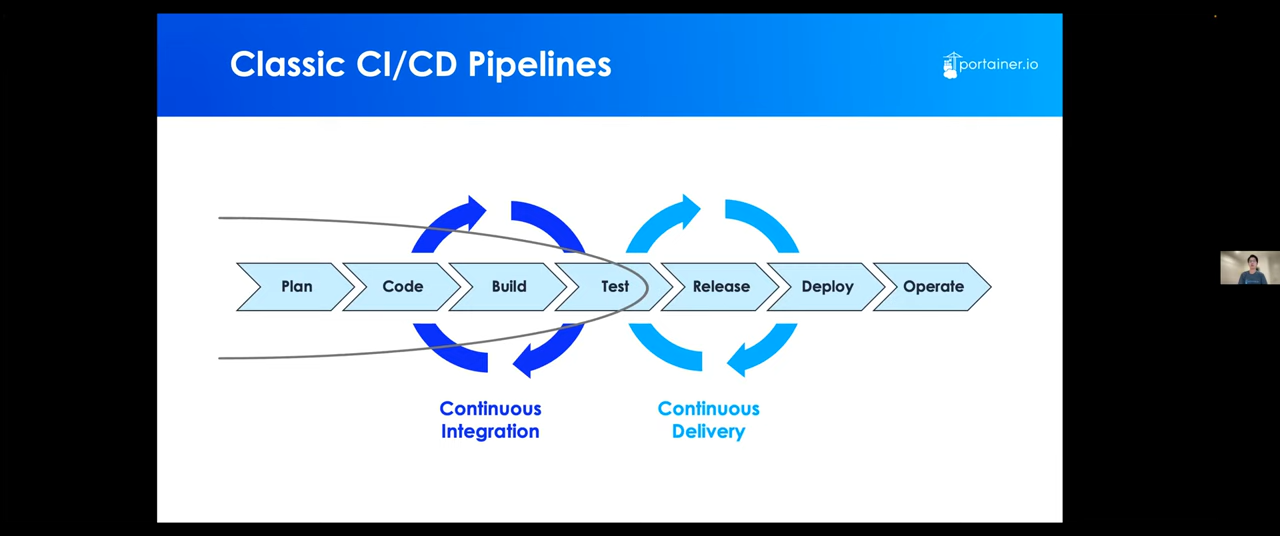 Classic CI/CD Pipelines
portainer.io
Plan
Code
Build
Test
Release
Deploy
Operate
Continuous
Integration
Continuous
Delivery